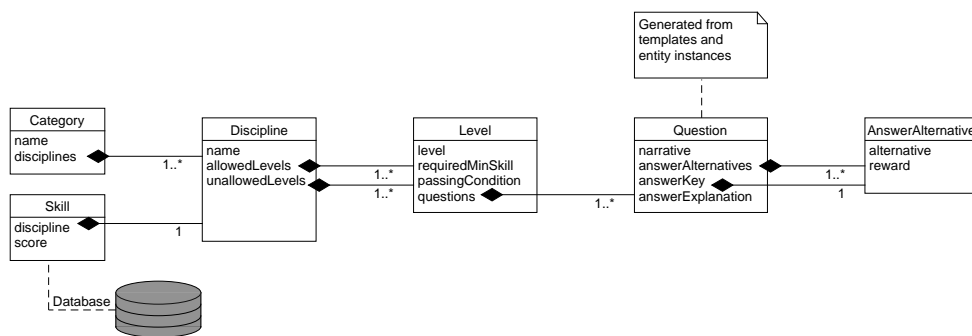 Generated from
templates and
entity instances
Category
name
disciplines
1..*
Discipline
name
allowedLevels
unallowedLevels
1..*
1..*
Level
level
requiredMinSkill
passingCondition
questions
1..*
Question
narrative
answerAlternatives
answerKey
answerExplanation
1..*
1
AnswerAlternative
alternative
reward
Skill
discipline
score
1
Database